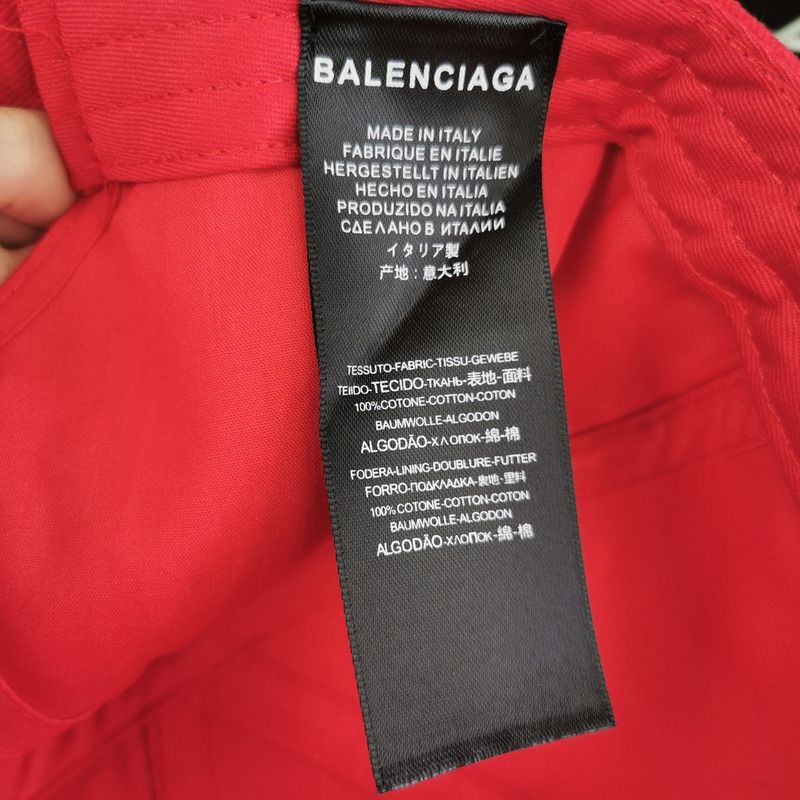 BALENCIAGA
MADE IN ITALY
FABRIQUE EN ITALIE
HERGESTELLT IN ITALIEN
HECHO EN ITALIA
PRODUZIDO NA ITALIA
СДЕЛАНО В ИТАЛИИ
イタリア製
产地：意大利
TESSUTO-FABRIC-TISSU-GEWEBE
TEJIDO-TECIDO-ТКАНЬ-表地-面料
100%COTONE-COTTON-COTON
BAUMWOLLE-ALGODON
ALGODÃO-ХЛОПОК-綿-棉
FODERA-LINING-DOUBLURE-FUTTER
FORRO-ПОДКЛАДКА-裏地-里料
100%COTONE-COTTON-COTON
BAUMWOLLE-ALGODON
ALGODÃO-ХЛОПОК-綿-棉